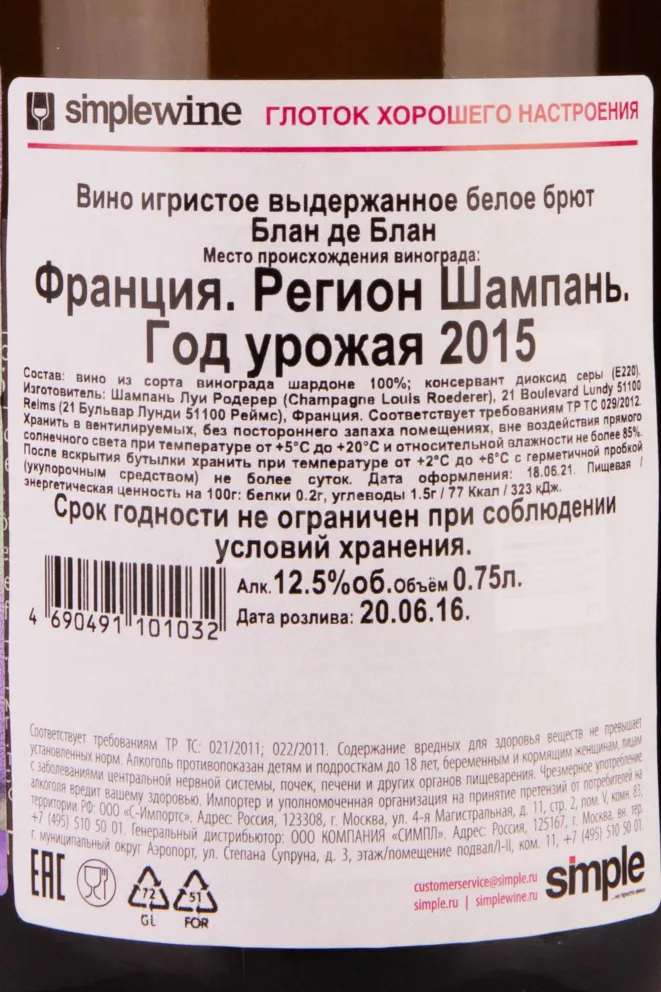 simplewine ГЛОТОК ХОРОШЕГО НАСТРОЕНИЯ
Вино игристое выдержанное белое брют
Блан де Блан
Место происхождения винограда:
Франция. Регион Шампань.
Год урожая 2015
Состав: вино из сорта винограда шардоне 100%; консервант диоксид серы (Е220).
Изготовитель: Шампань Луи Родерер (Champagne Louis Roederer), 21 Boulevard Lundy 51100
Reims (21 Бульвар Лунди 51100 Реймс), Франция. Соответствует требованиям ТР ТС 029/2012.
Хранить в вентилируемых, без постороннего запаха помещениях, вне воздействия прямого
солнечного света при температуре от +5°С до +20°С и относительной влажности не более 85%.
После вскрытия бутылки хранить при температуре от +2°С до +6°С с герметичной пробкой
(укупорочным средством) не более суток. Дата оформления: 18.06.21. Пищевая /
энергетическая ценность на 100г: белки 0.2г, углеводы 1.5г / 77 Ккал / 323 кДж.
Срок годности не ограничен при соблюдении
условий хранения.
Алк. 12.5%об. Объём 0.75л.
Дата розлива: 20.06.16.
4 690491 101032
Соответствует требованиям ТР ТС: 021/2011; 022/2011. Содержание вредных для здоровья веществ не превышает
установленных норм. Алкоголь противопоказан детям и подросткам до 18 лет, беременным и кормящим женщинам, лицам
с заболеваниями центральной нервной системы, почек, печени и других органов пищеварения. Чрезмерное употребление
алкоголя вредит вашему здоровью. Импортер и уполномоченная организация на принятие претензий от потребителей на
территории РФ: ООО «С-Импортс». Адрес: Россия, 123308, г. Москва, ул. 4-я Магистральная, д. 11, стр. 2, пом. V, комн. 83,
+7 (495) 510 50 01. Генеральный дистрибьютор: ООО КОМПАНИЯ «СИМПЛ». Адрес: Россия, 125167, г. Москва, вн. тер.
г. муниципальный округ Аэропорт, ул. Степана Супруна, д. 3, этаж/помещение подвал/I-II, ком. 11, +7 (495) 510 50 01
EAC
72
GL
51
FOR
customerservice@simple.ru
simple.ru | simplewine.ru
simple
...не просто вино